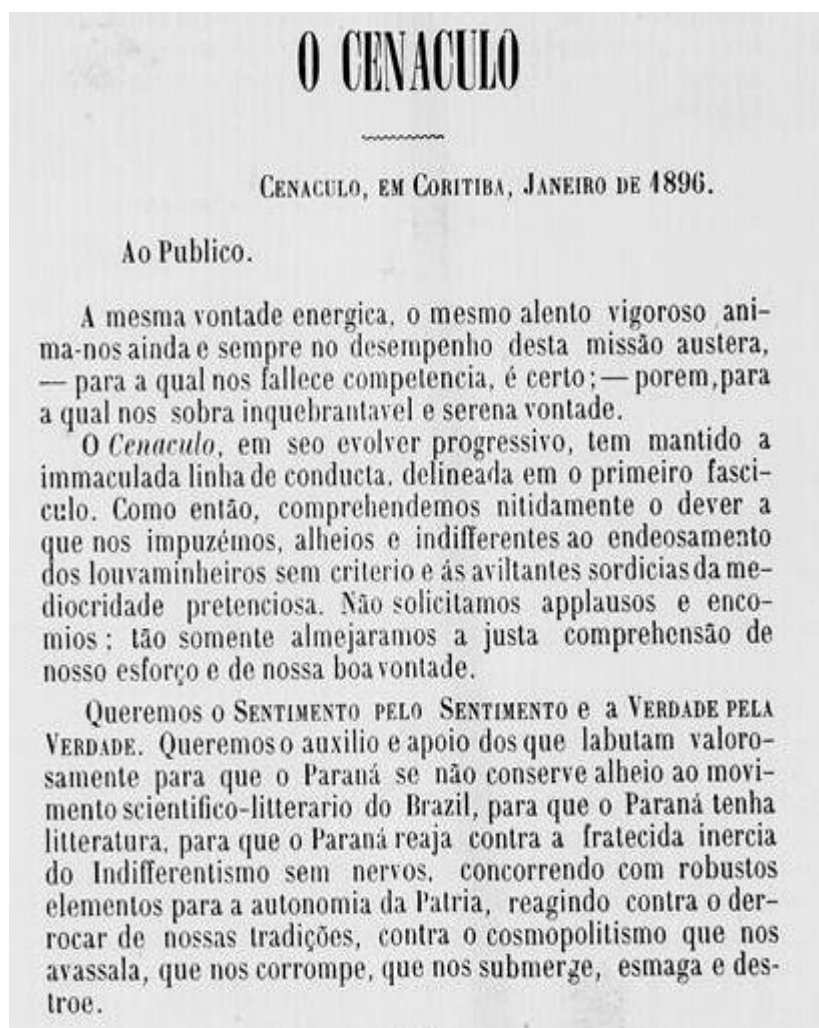 O CENACULO
CENACULO, EM CORITIBA, JANEIRO DE 1896.
Ao Publico.
A mesma vontade energica, o mesmo alento vigoroso ani-
ma-nos ainda e sempre no desempenho desta missão austera,
— para a qual nos fallece competencia, é certo; — porem, para
a qual nos sobra inquebrantavel e serena vontade.
O Cenaculo, em seo evolver progressivo, tem mantido a
immaculada linha de conducta, delineada em o primeiro fasci-
culo. Como então, comprehendemos nitidamente o dever a
que nos impuzémos, alheios e indifferentes ao endeosamento
dos louvaminheiros sem criterio e ás aviltantes sordicias da me-
diocridade pretenciosa. Não solicitamos applausos e enco-
mios : tão somente almejaramos a justa comprehensão de
nosso esforço e de nossa boa vontade.
Queremos o SENTIMENTO PELO SENTIMENTO e a VERDADE PELA
VERDADE. Queremos o auxilio e apoio dos que labutam valoro-
samente para que o Paraná se não conserve alheio ao movi-
mento scientifico-litterario do Brazil, para que o Paraná tenha
litteratura, para que o Paraná reaja contra a fratecida inercia
do Indifferentismo sem nervos, concorrendo com robustos
elementos para a autonomia da Patria, reagindo contra o der-
rocar de nossas tradições, contra o cosmopolitismo que nos
avassala, que nos corrompe, que nos submerge, esmaga e des-
troe.